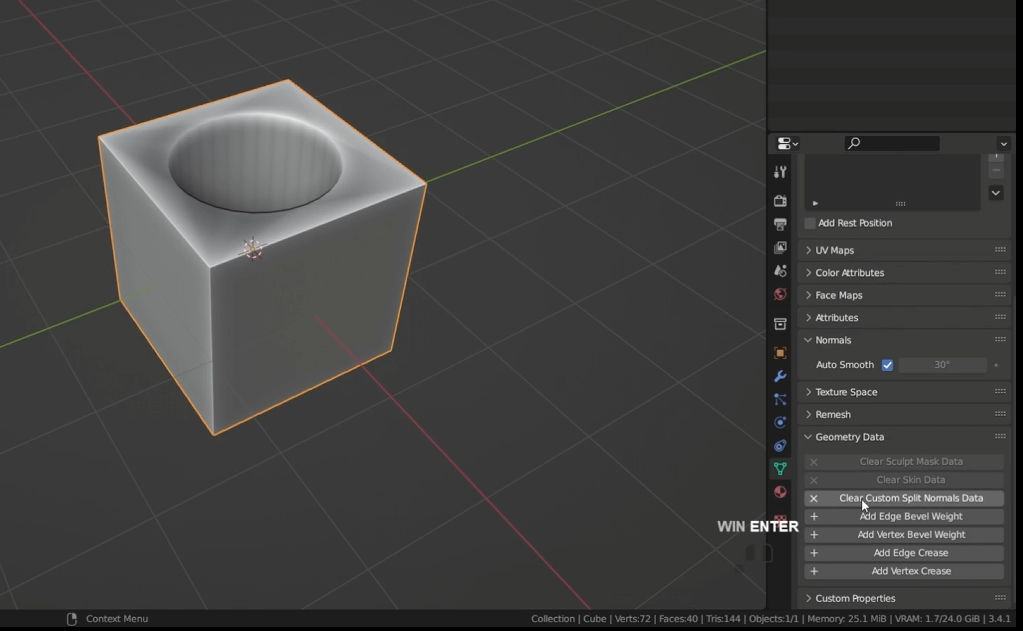 Add Rest Position
UV Maps
Color Attributes
Face Maps
Attributes
Normals
Auto Smooth 30°
Texture Space
Remesh
Geometry Data
Clear Sculpt Mask Data
Clear Skin Data
Clear Custom Split Normals Data
Add Edge Bevel Weight
WIN ENTER
Add Vertex Bevel Weight
Add Edge Crease
Add Vertex Crease
Custom Properties
Context Menu
Collection | Cube | Verts:72 | Faces:40 | Tris:144 | Objects:1/1 | Memory: 25.1 MiB | VRAM: 1.7/24.0 GiB | 3.4.1